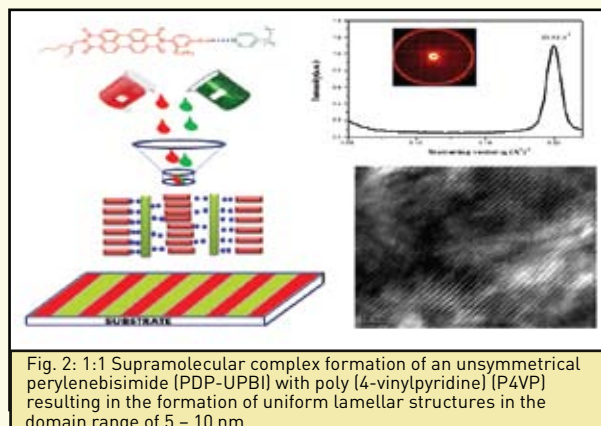 SUBSTRATE
Fig. 2: 1:1 Supramolecular complex formation of an unsymmetrical
perylenebisimide (PDP-UPBI) with poly (4-vinylpyridine) (P4VP)
resulting in the formation of uniform lamellar structures in the
domain range of 5 – 10 nm